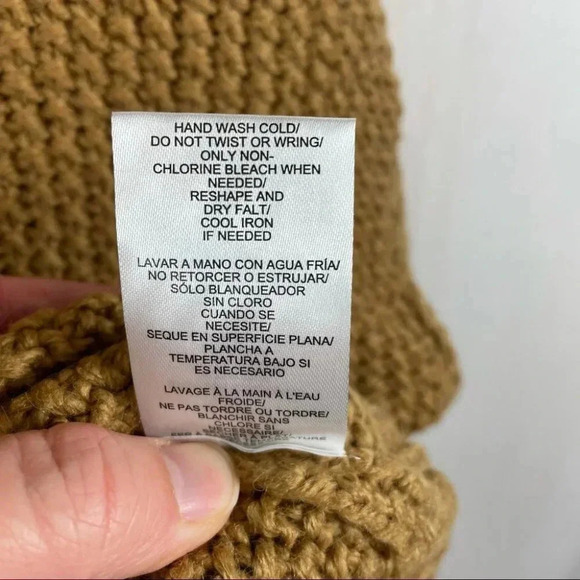 HAND WASH COLD/
DO NOT TWIST OR WRING/
ONLY NON-
CHLORINE BLEACH WHEN
NEEDED/
RESHAPE AND
DRY FALT/
COOL IRON
IF NEEDED
LAVAR A MANO CON AGUA FRÍA/
NO RETORCER O ESTRUJAR/
SÓLO BLANQUEADOR
SIN CLORO
CUANDO SE
NECESITE/
SEQUE EN SUPERFICIE PLANA/
PLANCHA A
TEMPERATURA BAJO SI
ES NECESARIO
LAVAGE À LA MAIN À L'EAU
FROIDE/
NE PAS TORDRE OU TORDRE/
BLANCHIR SANS
CHLORE SI
NÉCESSAIRE/